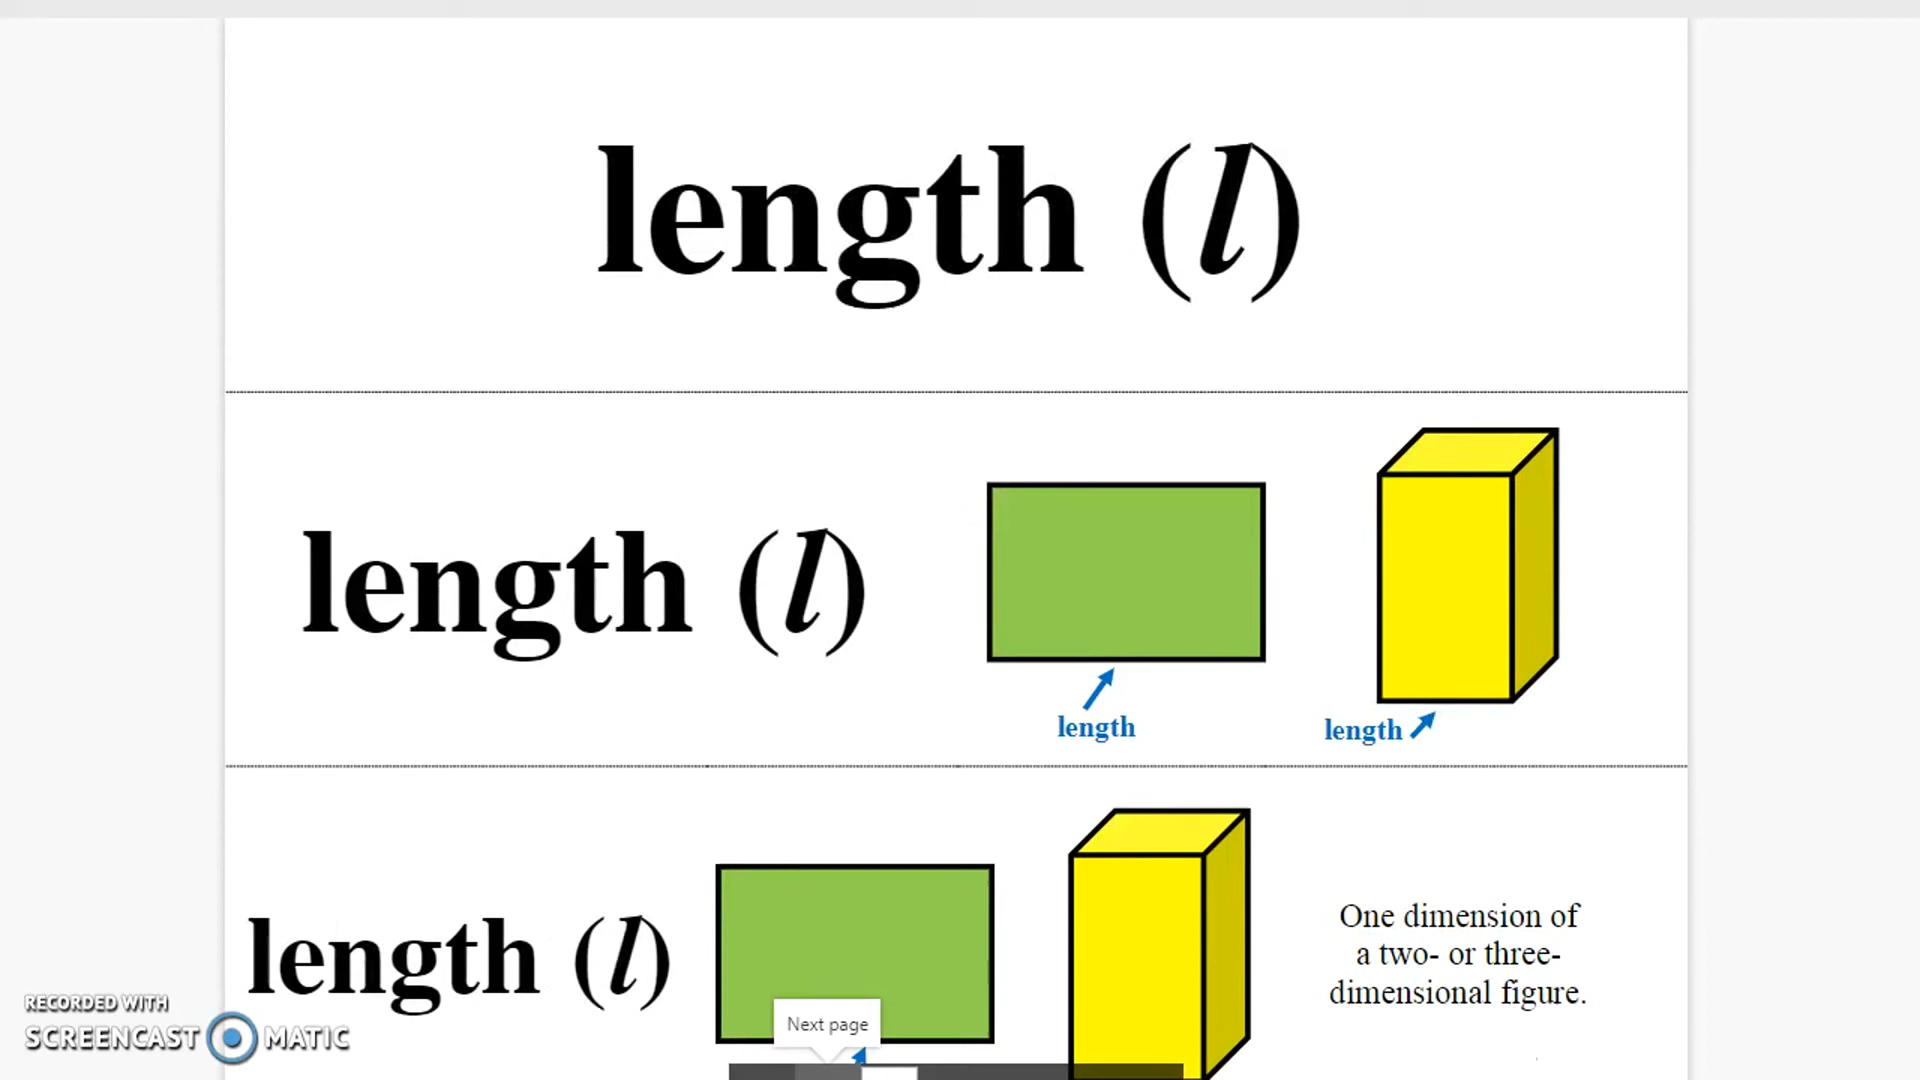 length (l)
length (l)
length
length
length (l)
One dimension of
a two- or three-
dimensional figure.
Next page
RECORDED WITH
SCREENCAST MATIC